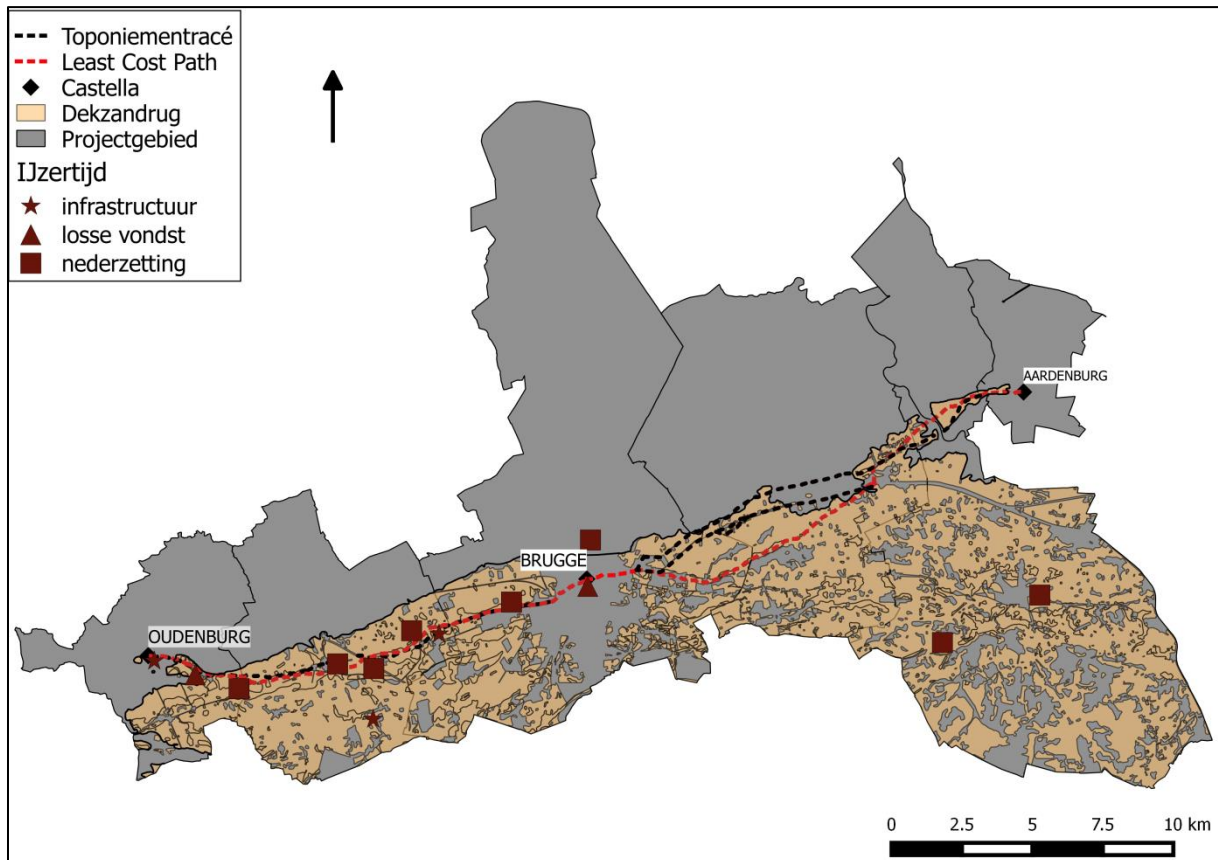 Toponiementracé
Least Cost Path
Castella
Dekzandrug
Projectgebied
IJzertijd
infrastructuur
losse vondst
nederzetting
AARDENBURG
BRUGGE
OUDENBURG
0 2.5 5 7.5 10 km